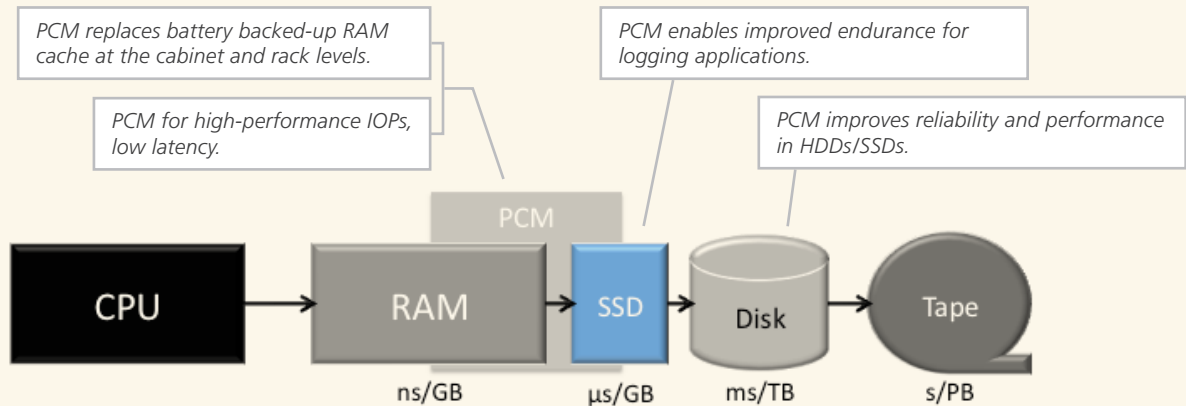 PCM replaces battery backed-up RAM
cache at the cabinet and rack levels.
PCM enables improved endurance for
logging applications.
PCM for high-performance IOPs,
low latency.
PCM improves reliability and performance
in HDDs/SSDs.
PCM
CPU
RAM
SSD
Disk
Tape
ns/GB
µs/GB
ms/TB
s/PB